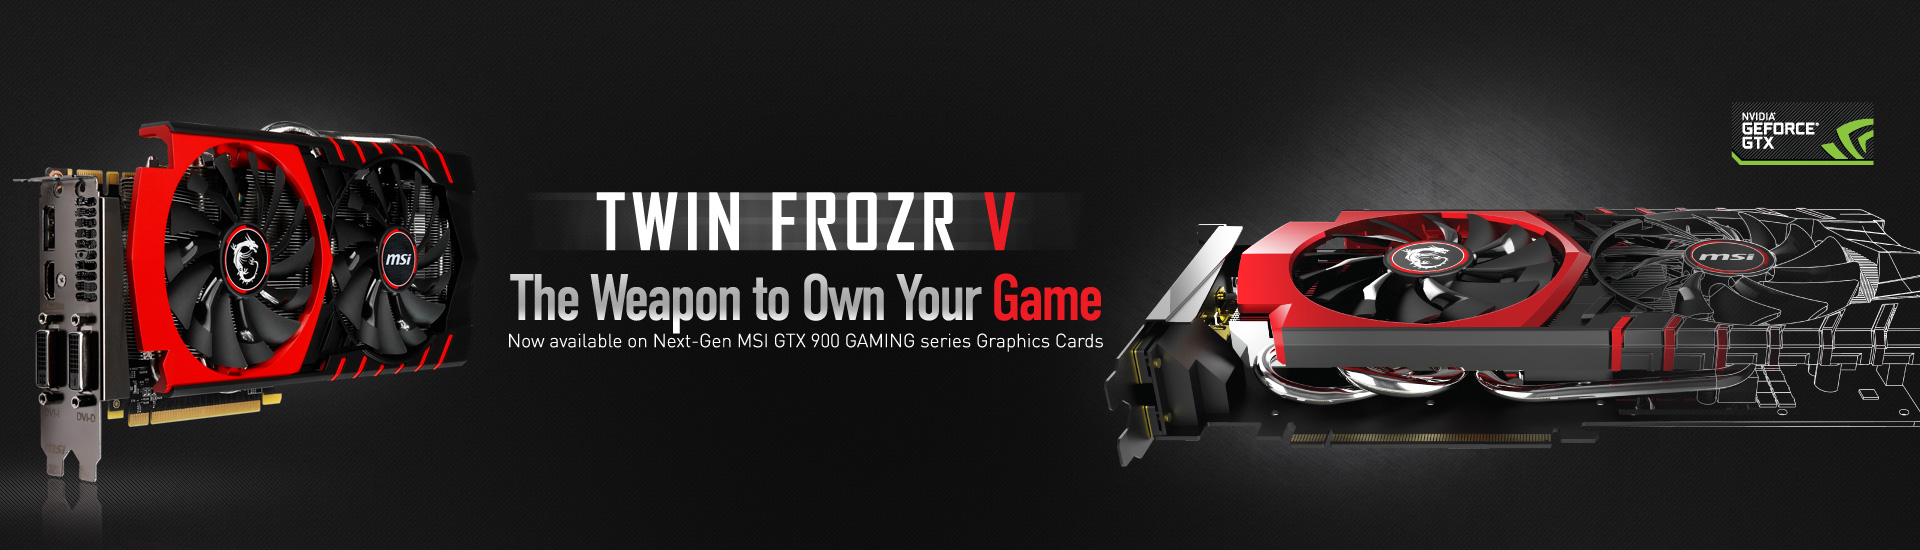 TWIN FROZR V
The Weapon to Own Your Game
Now available on Next-Gen MSI GTX 900 GAMING series Graphics Cards
NVIDIA
GEFORCE
GTX
msi
msi
DVI-I
DVI-D
msi